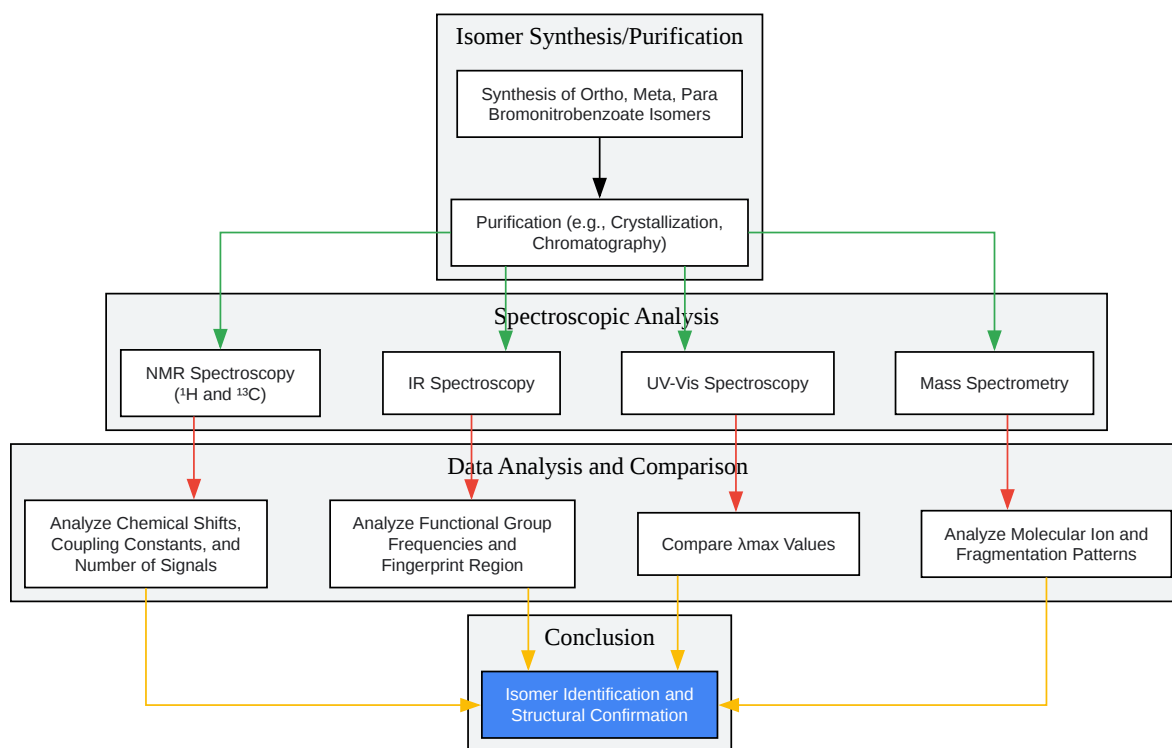 Isomer Synthesis/Purification
Synthesis of Ortho, Meta, Para
Bromonitrobenzoate Isomers
Purification (e.g., Crystallization,
Chromatography)
Spectroscopic Analysis
NMR Spectroscopy
(¹H and ¹³C)
IR Spectroscopy
UV-Vis Spectroscopy
Mass Spectrometry
Data Analysis and Comparison
Analyze Chemical Shifts,
Coupling Constants, and
Number of Signals
Analyze Functional Group
Frequencies and
Fingerprint Region
Compare λmax Values
Analyze Molecular Ion and
Fragmentation Patterns
Conclusion
Isomer Identification and
Structural Confirmation